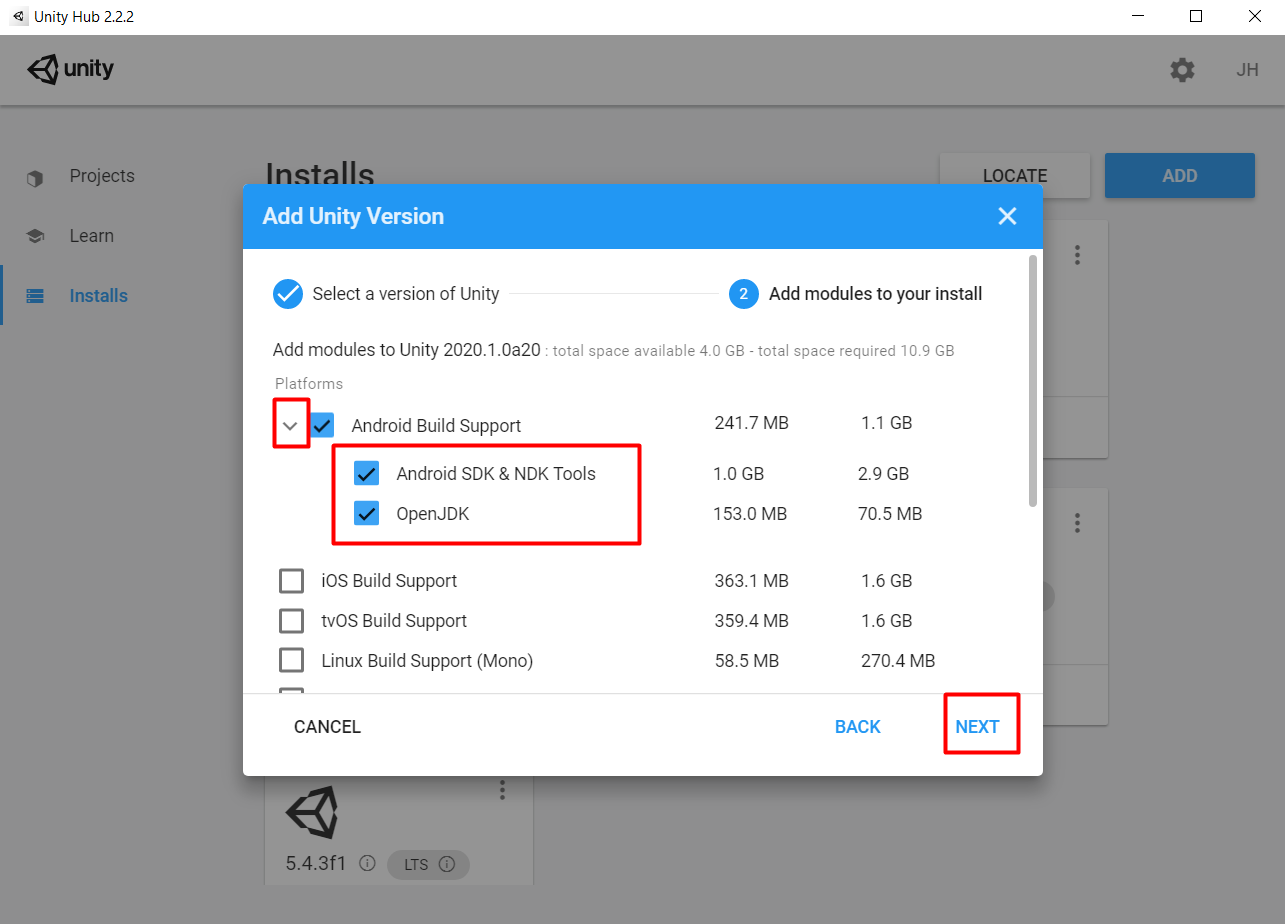 Unity Hub 2.2.2
unity
JH
Projects
Learn
Installs
Installs
LOCATE
ADD
Add Unity Version
Select a version of Unity
2
Add modules to your install
Add modules to Unity 2020.1.0a20 : total space available 4.0 GB - total space required 10.9 GB
Platforms
Android Build Support 241.7 MB 1.1 GB
Android SDK & NDK Tools 1.0 GB 2.9 GB
OpenJDK 153.0 MB 70.5 MB
iOS Build Support 363.1 MB 1.6 GB
tvOS Build Support 359.4 MB 1.6 GB
Linux Build Support (Mono) 58.5 MB 270.4 MB
CANCEL
BACK
NEXT
5.4.3f1
LTS